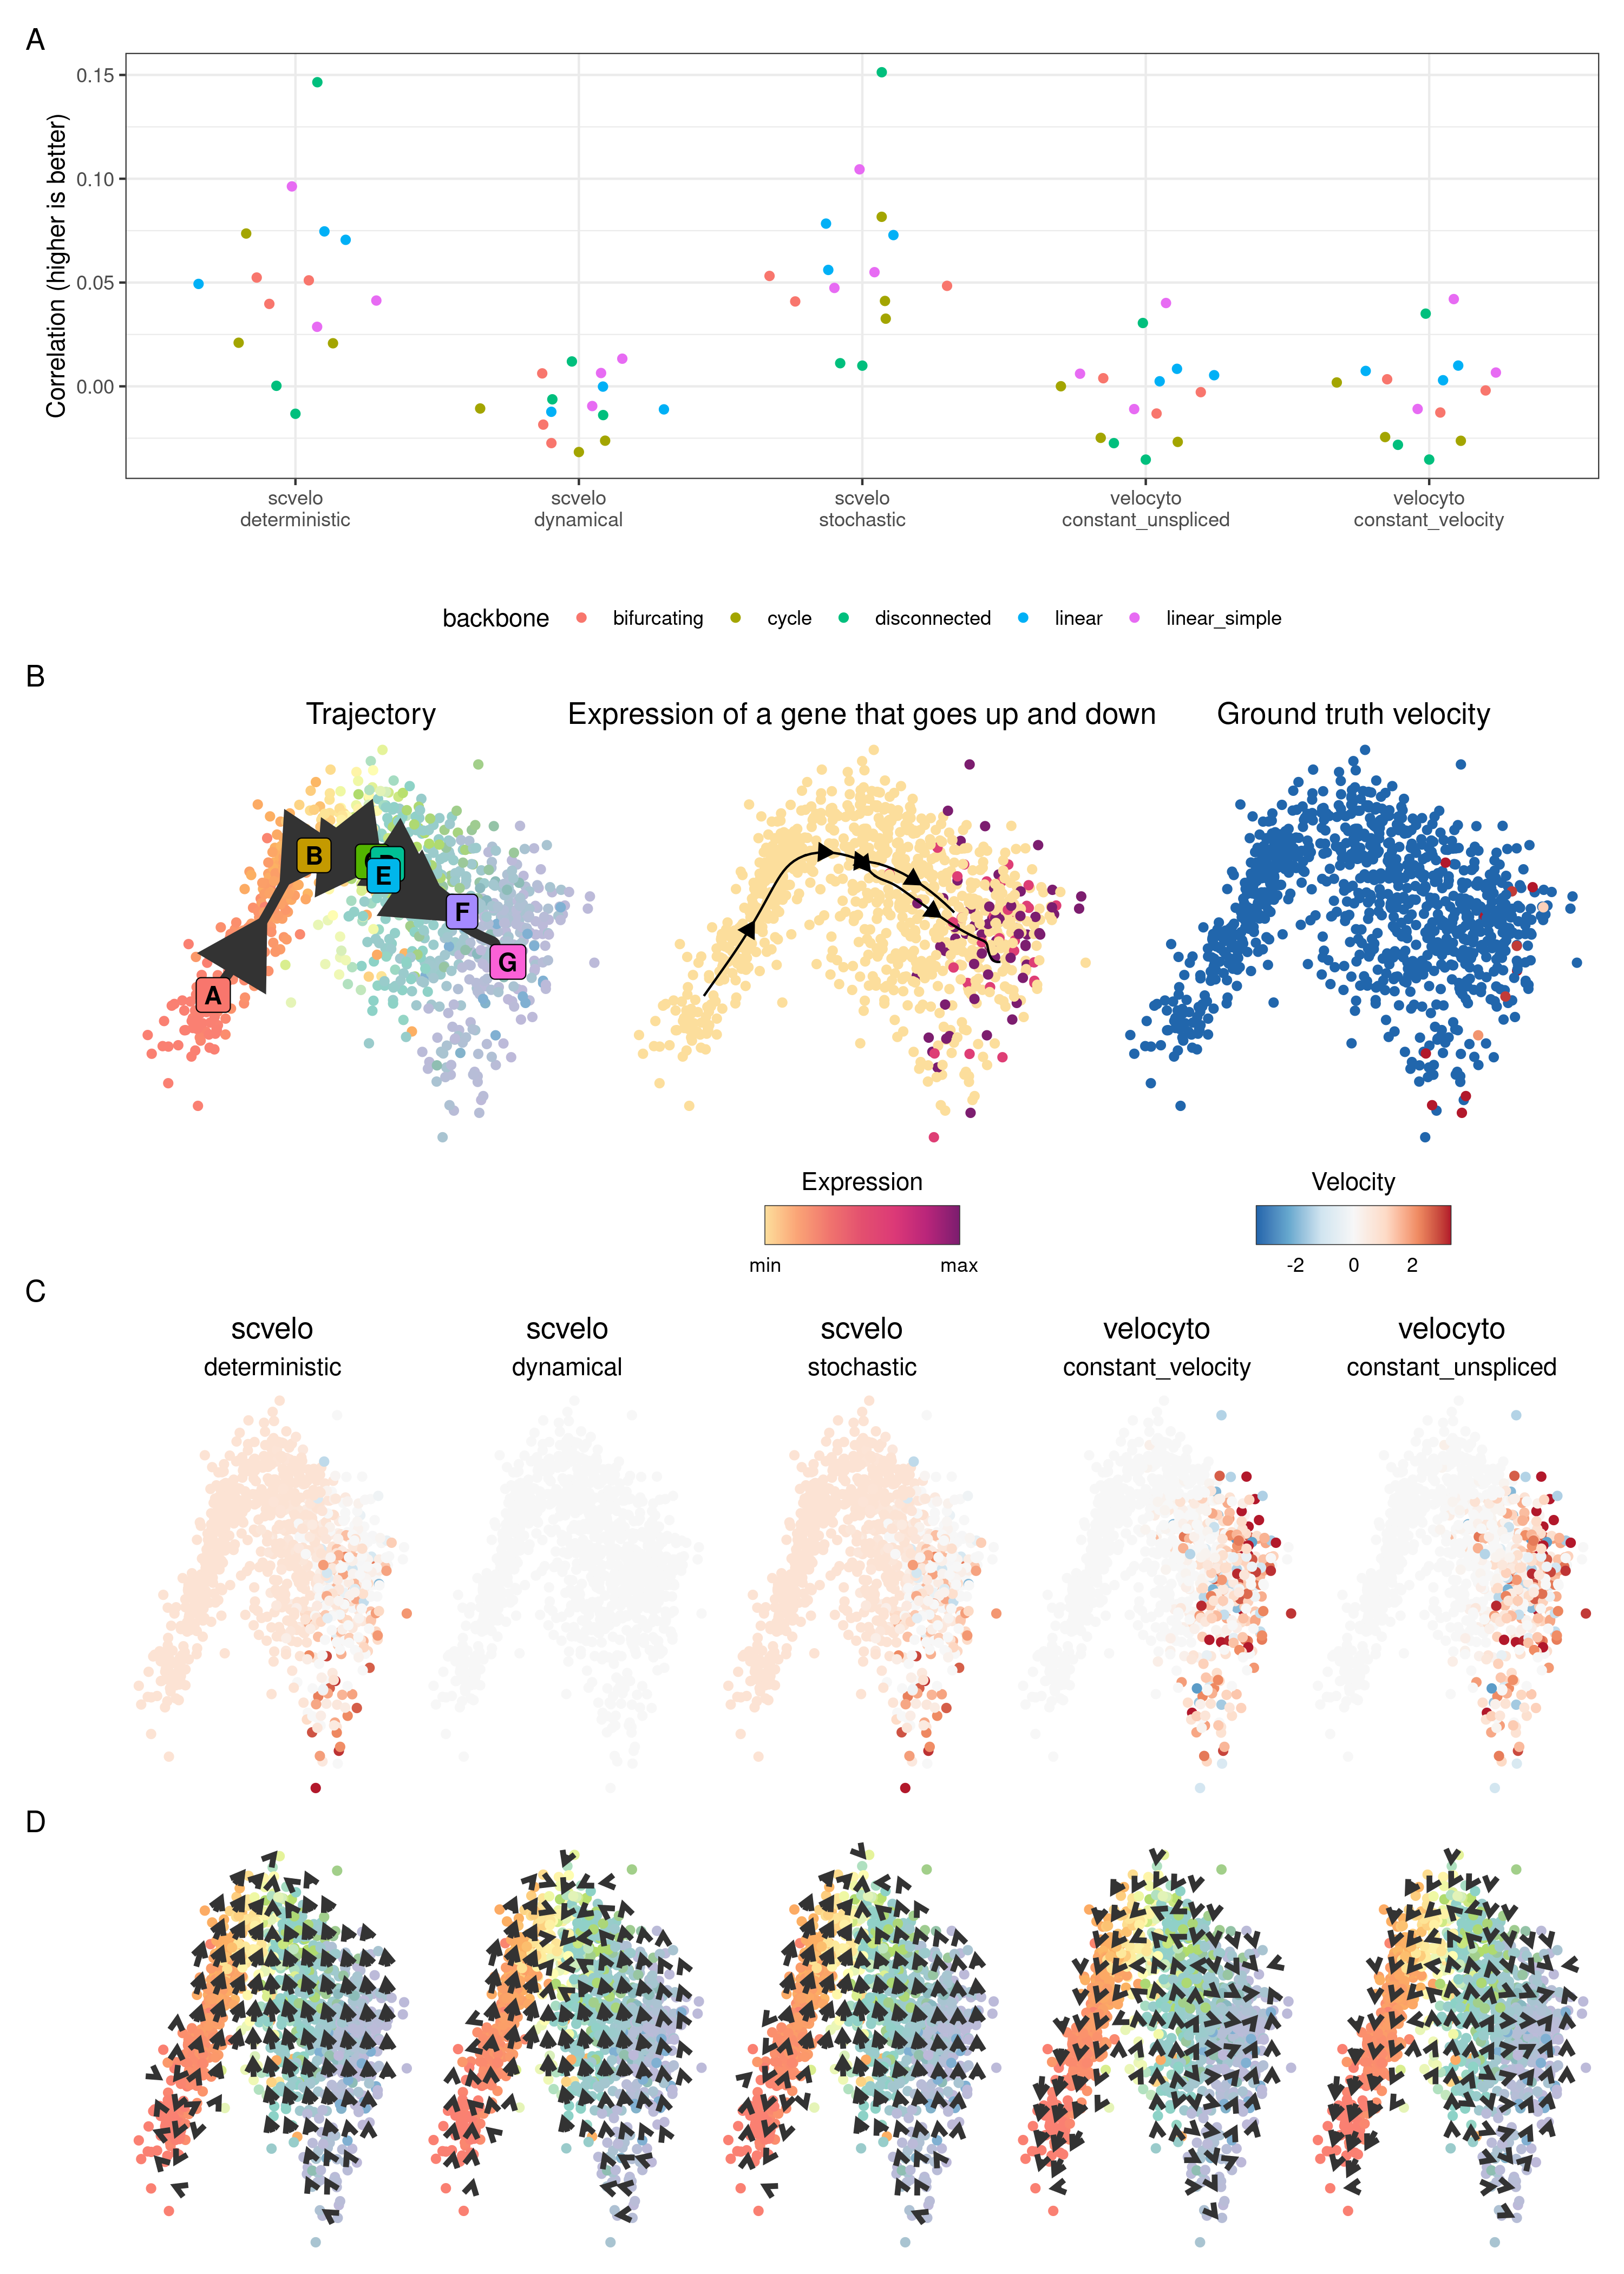 A
Correlation (higher is better)
0.15
0.10
0.05
0.00
scvelo
deterministic
scvelo
dynamical
scvelo
stochastic
velocyto
constant_unspliced
velocyto
constant_velocity
backbone bifurcating cycle disconnected linear linear_simple
B
Trajectory
Expression of a gene that goes up and down
Ground truth velocity
B
E
F
G
A
Expression
min max
Velocity
-2 0 2
C
scvelo
deterministic
scvelo
dynamical
scvelo
stochastic
velocyto
constant_velocity
velocyto
constant_unspliced
D